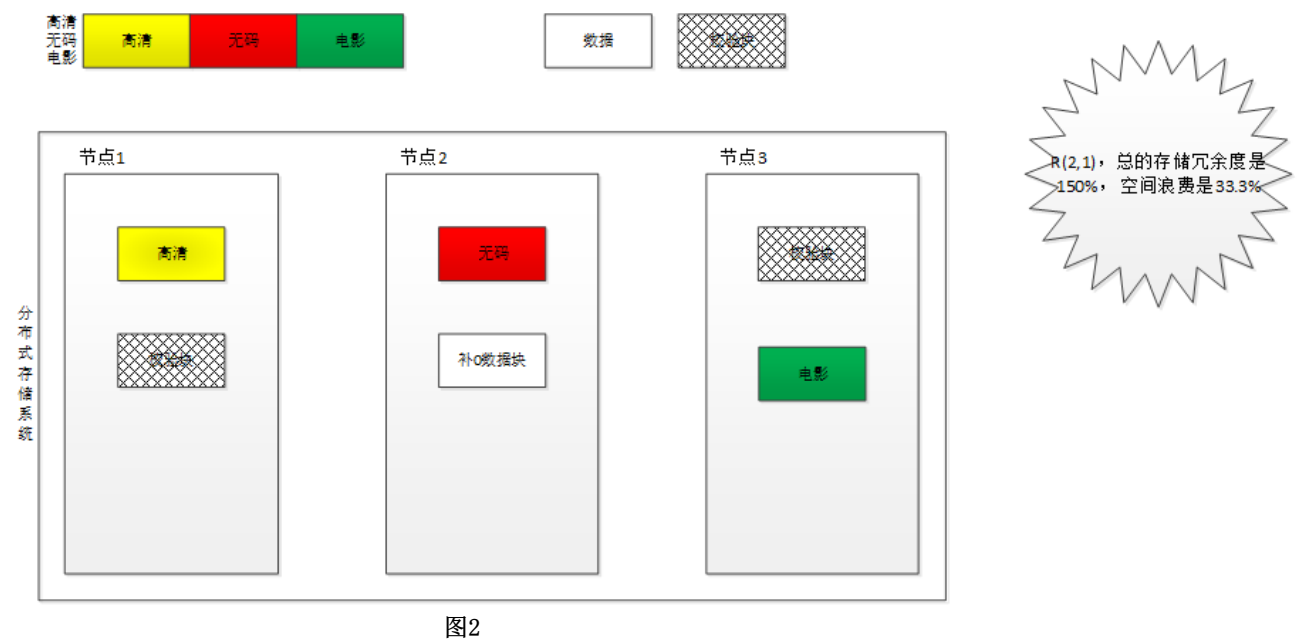 高清
无码
电影
高清
无码
电影
数据
校验块
R(2,1)，总的存储冗余度是
150%，空间浪费是33.3%
节点1
节点2
节点3
高清
无码
校验块
校验块
补0数据块
电影
分布式存储系统
图2